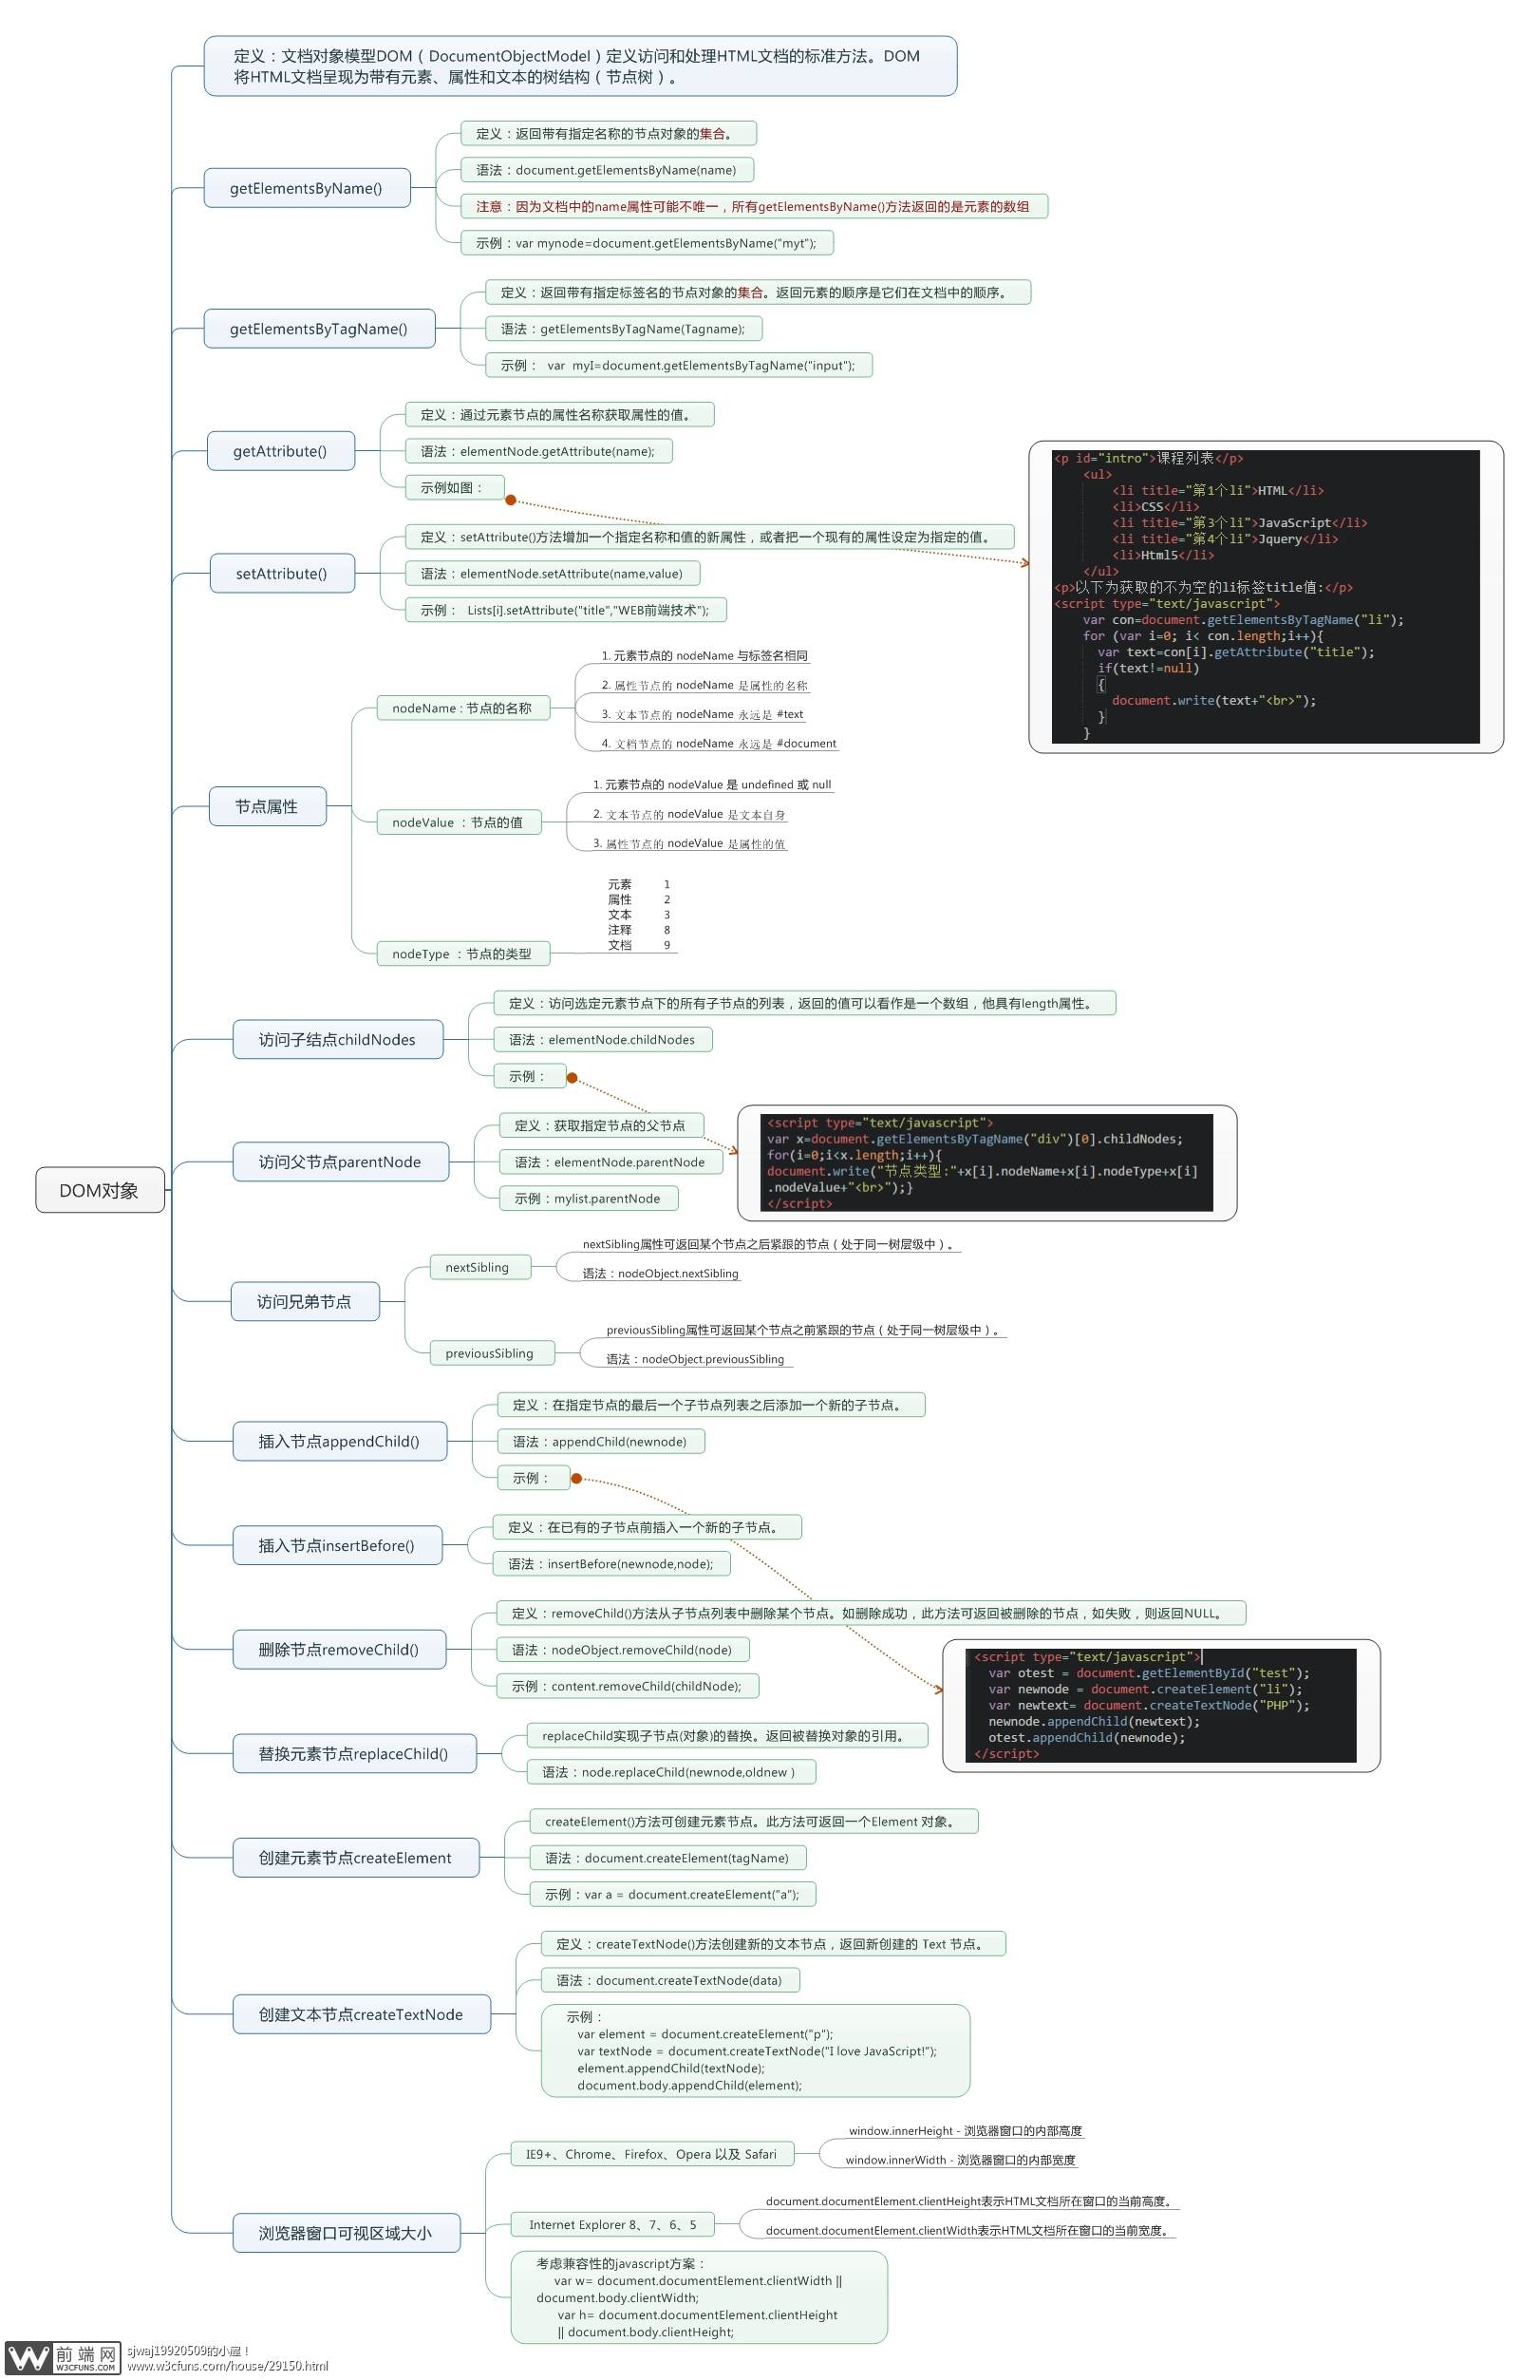 定义：文档对象模型DOM（DocumentObjectModel）定义访问和处理HTML文档的标准方法。DOM
将HTML文档呈现为带有元素、属性和文本的树结构（节点树）。
getElementsByName()
定义：返回带有指定名称的节点对象的集合。
语法：document.getElementsByName(name)
注意：因为文档中的name属性可能不唯一，所有getElementsByName()方法返回的是元素的数组
示例：var mynode=document.getElementsByName("myt");
getElementsByTagName()
定义：返回带有指定标签名的节点对象的集合。返回元素的顺序是它们在文档中的顺序。
语法：getElementsByTagName(Tagname);
示例： var myI=document.getElementsByTagName("input");
getAttribute()
定义：通过元素节点的属性名称获取属性的值。
语法：elementNode.getAttribute(name);
示例如图：
<p id="intro">课程列表</p>
<ul>
<li title="第1个li">HTML</li>
<li>CSS</li>
<li title="第3个li">JavaScript</li>
<li title="第4个li">Jquery</li>
<li>Html5</li>
</ul>
<p>以下为获取的不为空的li标签title值:</p>
<script type="text/javascript">
var con=document.getElementsByTagName("li");
for (var i=0; i< con.length;i++){
var text=con[i].getAttribute("title");
if(text!=null)
{
document.write(text+"<br>");
}
}
setAttribute()
定义：setAttribute()方法增加一个指定名称和值的新属性，或者把一个现有的属性设定为指定的值。
语法：elementNode.setAttribute(name,value)
示例： Lists[i].setAttribute("title","WEB前端技术");
节点属性
nodeName : 节点的名称
1. 元素节点的 nodeName 与标签名相同
2. 属性节点的 nodeName 是属性的名称
3. 文本节点的 nodeName 永远是 #text
4. 文档节点的 nodeName 永远是 #document
nodeValue ：节点的值
1. 元素节点的 nodeValue 是 undefined 或 null
2. 文本节点的 nodeValue 是文本自身
3. 属性节点的 nodeValue 是属性的值
nodeType ：节点的类型
元素 1
属性 2
文本 3
注释 8
文档 9
访问子结点childNodes
定义：访问选定元素节点下的所有子节点的列表，返回的值可以看作是一个数组，他具有length属性。
语法：elementNode.childNodes
示例：
<script type="text/javascript">
var x=document.getElementsByTagName("div")[0].childNodes;
for(i=0;i<x.length;i++){
document.write("节点类型:"+x[i].nodeName+x[i].nodeType+x[i]
.nodeValue+"<br>");}
</script>
访问父节点parentNode
定义：获取指定节点的父节点
语法：elementNode.parentNode
示例：mylist.parentNode
DOM对象
访问兄弟节点
nextSibling
nextSibling属性可返回某个节点之后紧跟的节点（处于同一树层级中）。
语法：nodeObject.nextSibling
previousSibling
previousSibling属性可返回某个节点之前紧跟的节点（处于同一树层级中）。
语法：nodeObject.previousSibling
插入节点appendChild()
定义：在指定节点的最后一个子节点列表之后添加一个新的子节点。
语法：appendChild(newnode)
示例：
插入节点insertBefore()
定义：在已有的子节点前插入一个新的子节点。
语法：insertBefore(newnode,node);
删除节点removeChild()
定义：removeChild()方法从子节点列表中删除某个节点。如删除成功，此方法可返回被删除的节点，如失败，则返回NULL。
语法：nodeObject.removeChild(node)
示例：content.removeChild(childNode);
<script type="text/javascript">
var otest = document.getElementById("test");
var newnode = document.createElement("li");
var newtext= document.createTextNode("PHP");
newnode.appendChild(newtext);
otest.appendChild(newnode);
</script>
替换元素节点replaceChild()
replaceChild实现子节点(对象)的替换。返回被替换对象的引用。
语法：node.replaceChild(newnode,oldnew )
创建元素节点createElement
createElement()方法可创建元素节点。此方法可返回一个Element 对象。
语法：document.createElement(tagName)
示例：var a = document.createElement("a");
创建文本节点createTextNode
定义：createTextNode()方法创建新的文本节点，返回新创建的 Text 节点。
语法：document.createTextNode(data)
示例：
var element = document.createElement("p");
var textNode = document.createTextNode("I love JavaScript!");
element.appendChild(textNode);
document.body.appendChild(element);
浏览器窗口可视区域大小
IE9+、Chrome、Firefox、Opera 以及 Safari
window.innerHeight - 浏览器窗口的内部高度
window.innerWidth - 浏览器窗口的内部宽度
Internet Explorer 8、7、6、5
document.documentElement.clientHeight表示HTML文档所在窗口的当前高度。
document.documentElement.clientWidth表示HTML文档所在窗口的当前宽度。
考虑兼容性的javascript方案：
var w= document.documentElement.clientWidth ||
document.body.clientWidth;
var h= document.documentElement.clientHeight
|| document.body.clientHeight;
W 前端网
W3CFUNS.COM
sjwaj19920509的小屋！
www.w3cfuns.com/house/29150.html